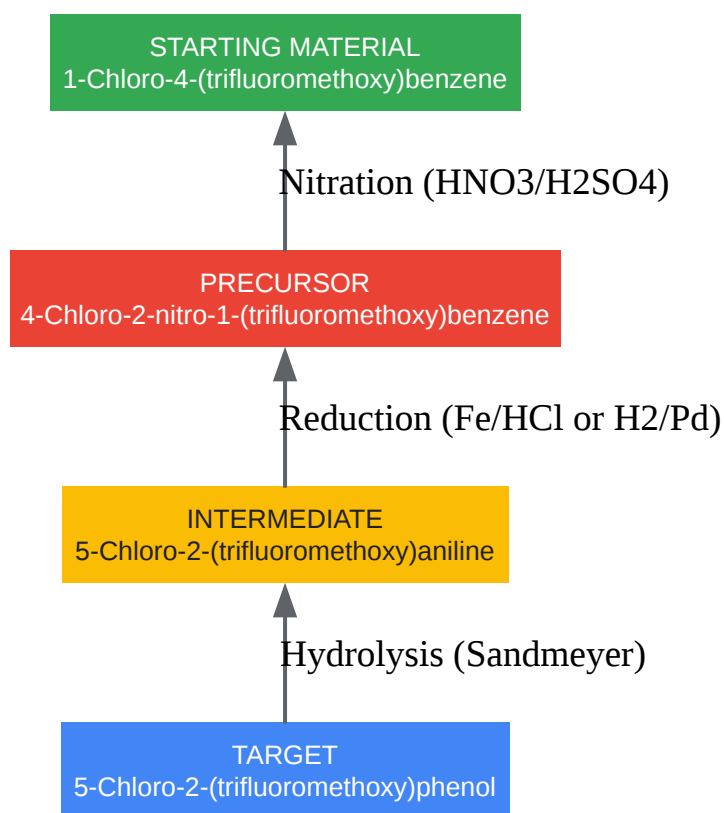 STARTING MATERIAL
1-Chloro-4-(trifluoromethoxy)benzene
Nitration (HNO3/H2SO4)
PRECURSOR
4-Chloro-2-nitro-1-(trifluoromethoxy)benzene
Reduction (Fe/HCl or H2/Pd)
INTERMEDIATE
5-Chloro-2-(trifluoromethoxy)aniline
Hydrolysis (Sandmeyer)
TARGET
5-Chloro-2-(trifluoromethoxy)phenol